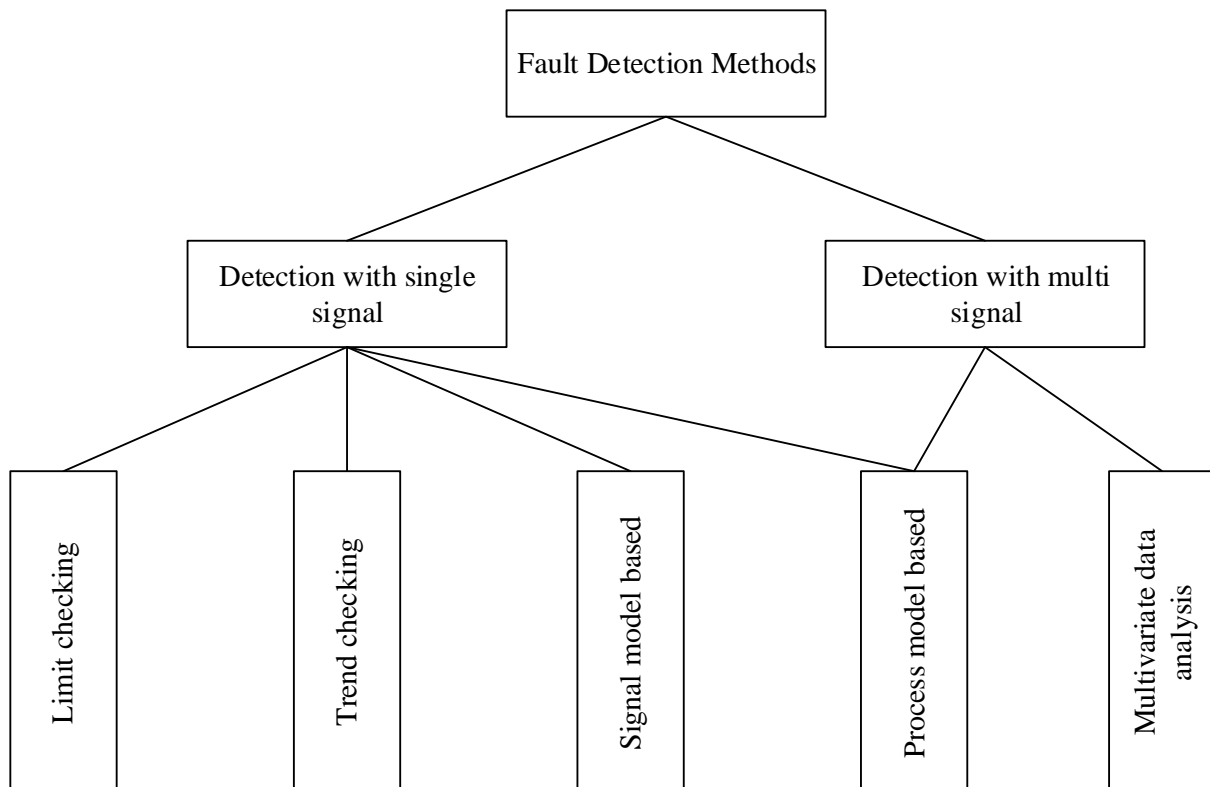 Fault Detection Methods
Detection with single
signal
Detection with multi
signal
Limit checking
Trend checking
Signal model based
Process model based
Multivariate data
analysis